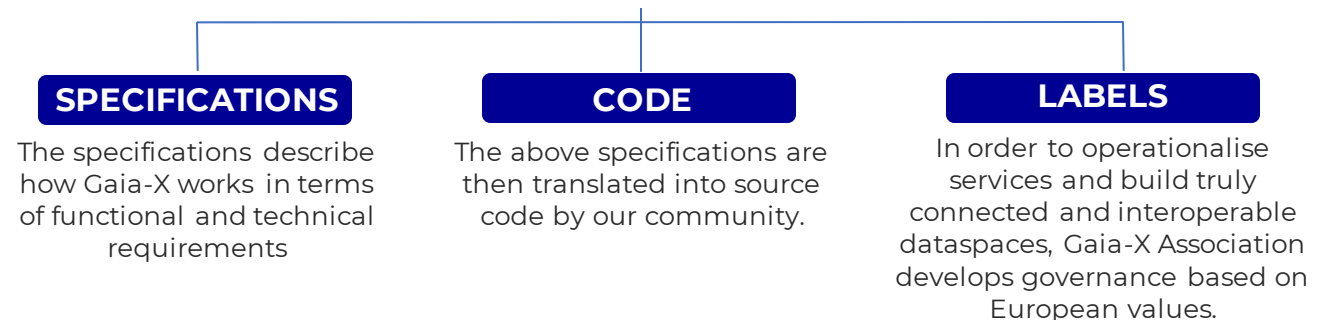 SPECIFICATIONS
The specifications describe
how Gaia-X works in terms
of functional and technical
requirements
CODE
The above specifications are
then translated into source
code by our community.
LABELS
In order to operationalise
services and build truly
connected and interoperable
dataspaces, Gaia-X Association
develops governance based on
European values.